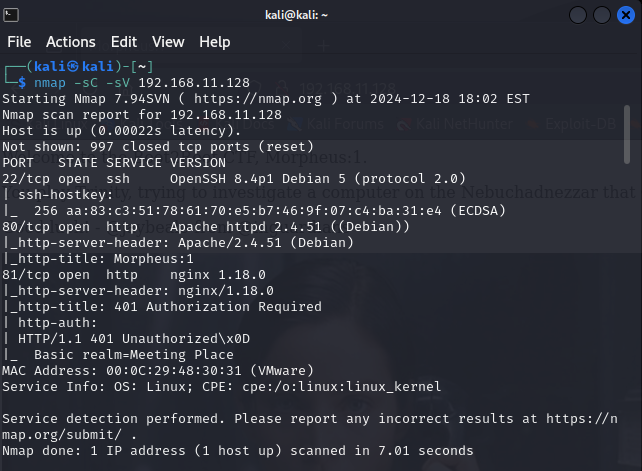 kali@kali: ~
File Actions Edit View Help
(kali㉿kali)-[~]
$ nmap -sC -sV 192.168.11.128
Starting Nmap 7.94SVN ( https://nmap.org ) at 2024-12-18 18:02 EST
Nmap scan report for 192.168.11.128
Host is up (0.00022s latency).
Not shown: 997 closed tcp ports (reset)
PORT   STATE SERVICE VERSION
22/tcp open  ssh     OpenSSH 8.4p1 Debian 5 (protocol 2.0)
| ssh-hostkey:
|_  256 aa:83:c3:51:78:61:70:e5:b7:46:9f:07:c4:ba:31:e4 (ECDSA)
80/tcp open  http    Apache httpd 2.4.51 ((Debian))
|_http-server-header: Apache/2.4.51 (Debian)
|_http-title: Morpheus:1
81/tcp open  http    nginx 1.18.0
|_http-server-header: nginx/1.18.0
|_http-title: 401 Authorization Required
| http-auth:
| HTTP/1.1 401 Unauthorized\x0D
|_  Basic realm=Meeting Place
MAC Address: 00:0C:29:48:30:31 (VMware)
Service Info: OS: Linux; CPE: cpe:/o:linux:linux_kernel

Service detection performed. Please report any incorrect results at https://n
map.org/submit/ .
Nmap done: 1 IP address (1 host up) scanned in 7.01 seconds